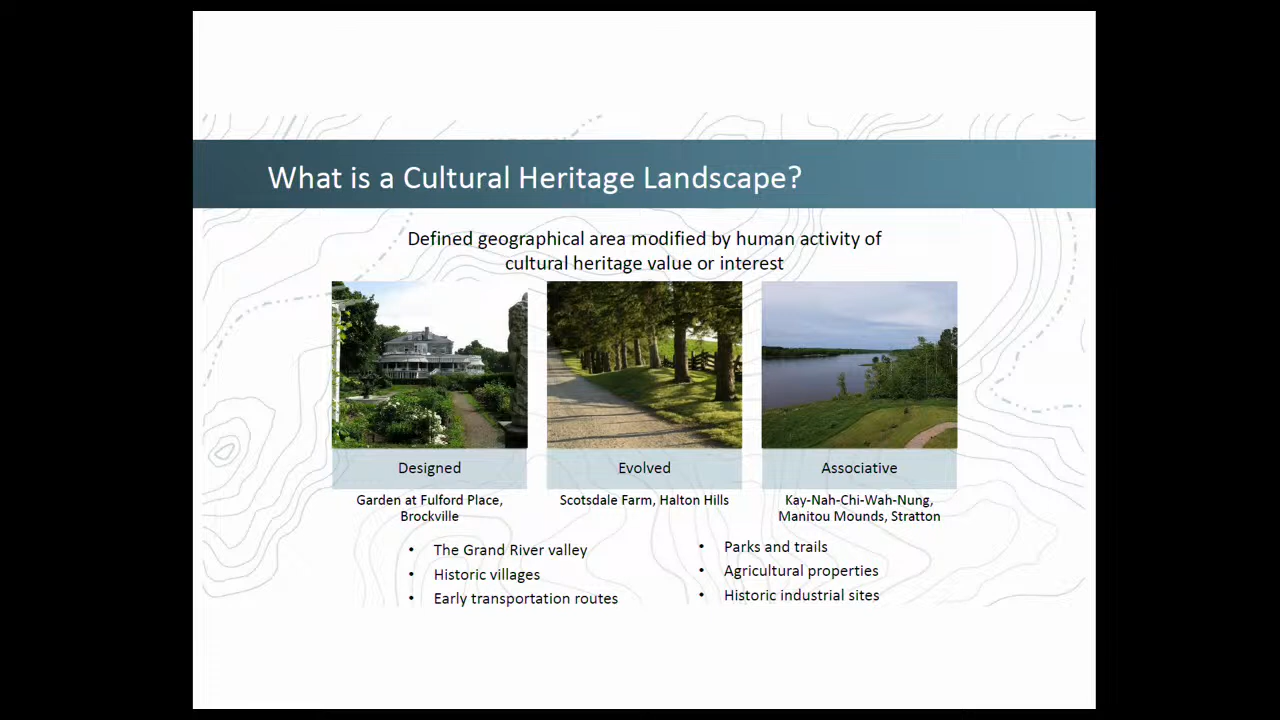 What is a Cultural Heritage Landscape?
Defined geographical area modified by human activity of
cultural heritage value or interest
Designed
Evolved
Associative
Garden at Fulford Place,
Brockville
Scotsdale Farm, Halton Hills
Kay-Nah-Chi-Wah-Nung,
Manitou Mounds, Stratton
• The Grand River valley
• Historic villages
• Early transportation routes
• Parks and trails
• Agricultural properties
• Historic industrial sites